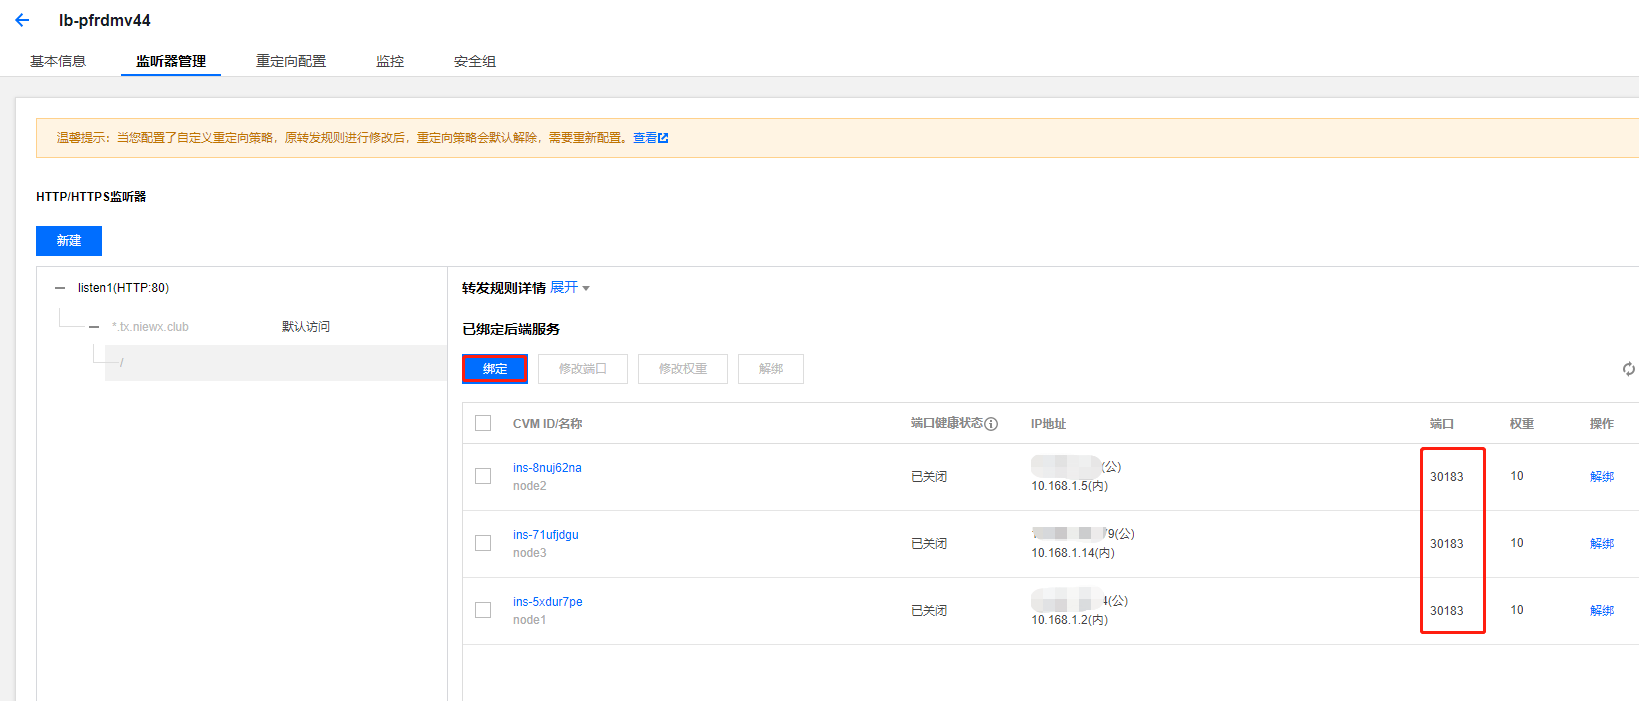 lb-pfrdmv44
基本信息 监听器管理 重定向配置 监控 安全组
温馨提示：当您配置了自定义重定向策略，原转发规则进行修改后，重定向策略会默认解除，需要重新配置。查看
HTTP/HTTPS监听器
新建
listen1(HTTP:80)
*.tx.niewx.club 默认访问
/
转发规则详情 展开
已绑定后端服务
绑定 修改端口 修改权重 解绑
CVM ID/名称 端口健康状态 IP地址 端口 权重 操作
ins-8nuj62na (公)
node2 已关闭 10.168.1.5(内) 30183 10 解绑
ins-71ufjdgu 9(公)
node3 已关闭 10.168.1.14(内) 30183 10 解绑
ins-5xdur7pe 4(公)
node1 已关闭 10.168.1.2(内) 30183 10 解绑